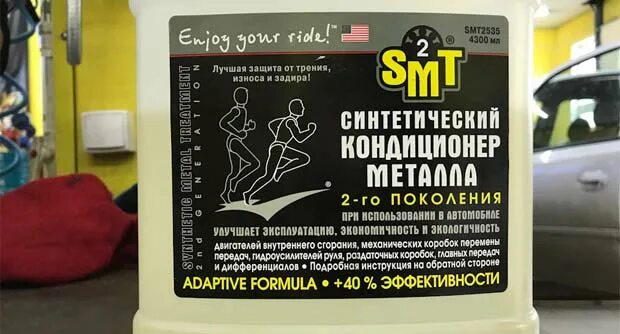 Enjoy your ride!™
SMT2535
4300 мл
Лучшая защита от трения,
износа и задира!
2
SMT
®
СИНТЕТИЧЕСКИЙ
КОНДИЦИОНЕР
МЕТАЛЛА
2-го ПОКОЛЕНИЯ
ПРИ ИСПОЛЬЗОВАНИИ В АВТОМОБИЛЕ
УЛУЧШАЕТ ЭКСПЛУАТАЦИЮ, ЭКОНОМИЧНОСТЬ И ЭКОЛОГИЧНОСТЬ
двигателей внутреннего сгорания, механических коробок перемены
передач, гидроусилителей руля, раздаточных коробок, главных передач
и дифференциалов • Подробная инструкция на обратной стороне
ADAPTIVE FORMULA • +40 % ЭФФЕКТИВНОСТИ
SYNTHETIC METAL TREATMENT
2nd GENERATION
®